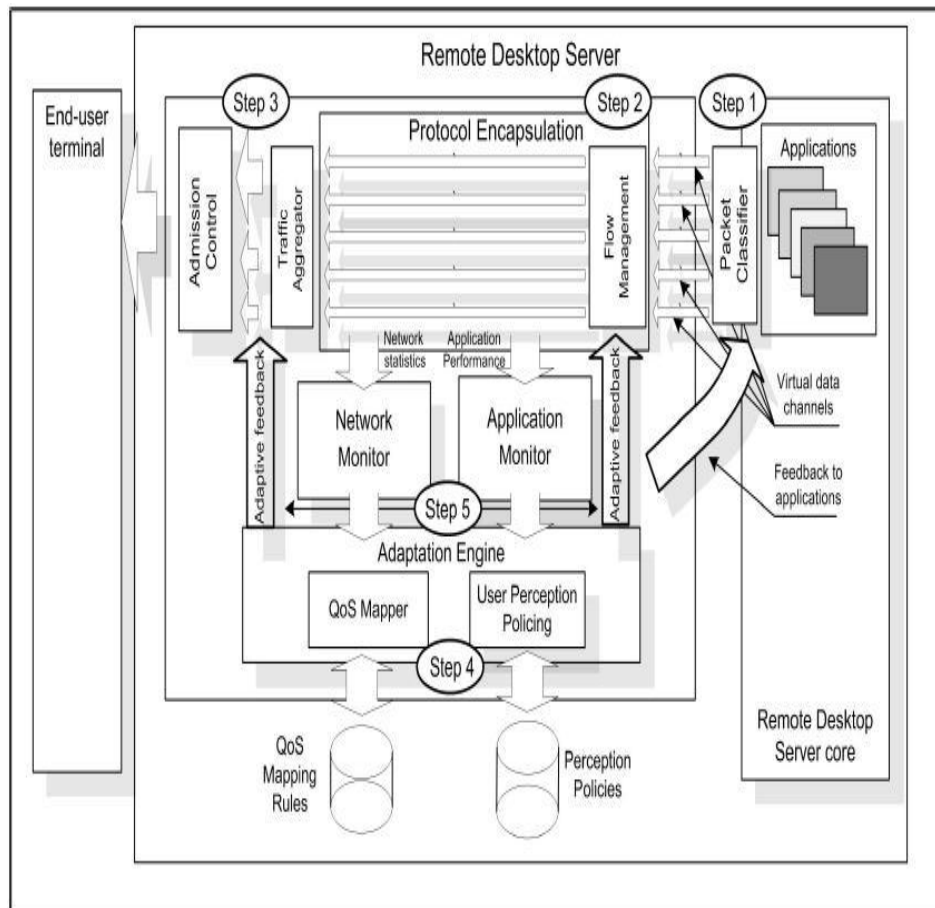 Remote Desktop Server
End-user
terminal
Step 3
Step 2
Step 1
Protocol Encapsulation
Applications
Admission
Control
Traffic
Aggregator
Flow
Management
Packet
Classifier
Network
statistics
Application
Performance
Adaptive feedback
Network
Monitor
Application
Monitor
Adaptive feedback
Virtual data
channels
Feedback to
applications
Step 5
Adaptation Engine
QoS Mapper
User Perception
Policing
Step 4
QoS
Mapping
Rules
Perception
Policies
Remote Desktop
Server core